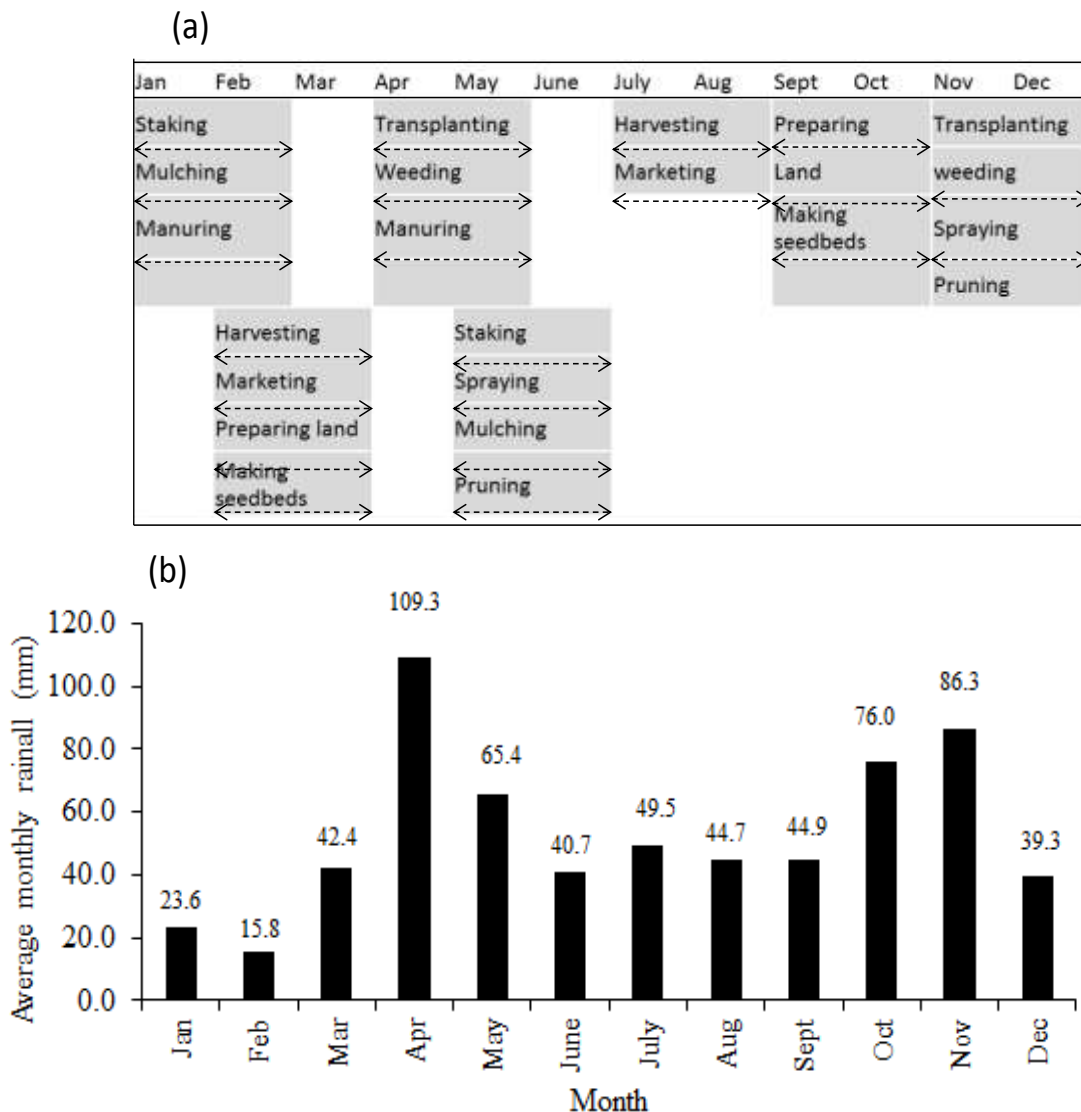 (a)
Jan Feb Mar Apr May June July Aug Sept Oct Nov Dec
Staking Transplanting Harvesting Preparing Transplanting
Mulching Weeding Marketing Land weeding
Manuring Manuring Making seedbeds Spraying
Pruning
Harvesting Staking
Marketing Spraying
Preparing land Mulching
Making seedbeds Pruning
(b)
Average monthly rainall (mm)
120.0
100.0
80.0
60.0
40.0
20.0
0.0
23.6
15.8
42.4
109.3
65.4
40.7
49.5
44.7
44.9
76.0
86.3
39.3
Jan Feb Mar Apr May June July Aug Sept Oct Nov Dec
Month